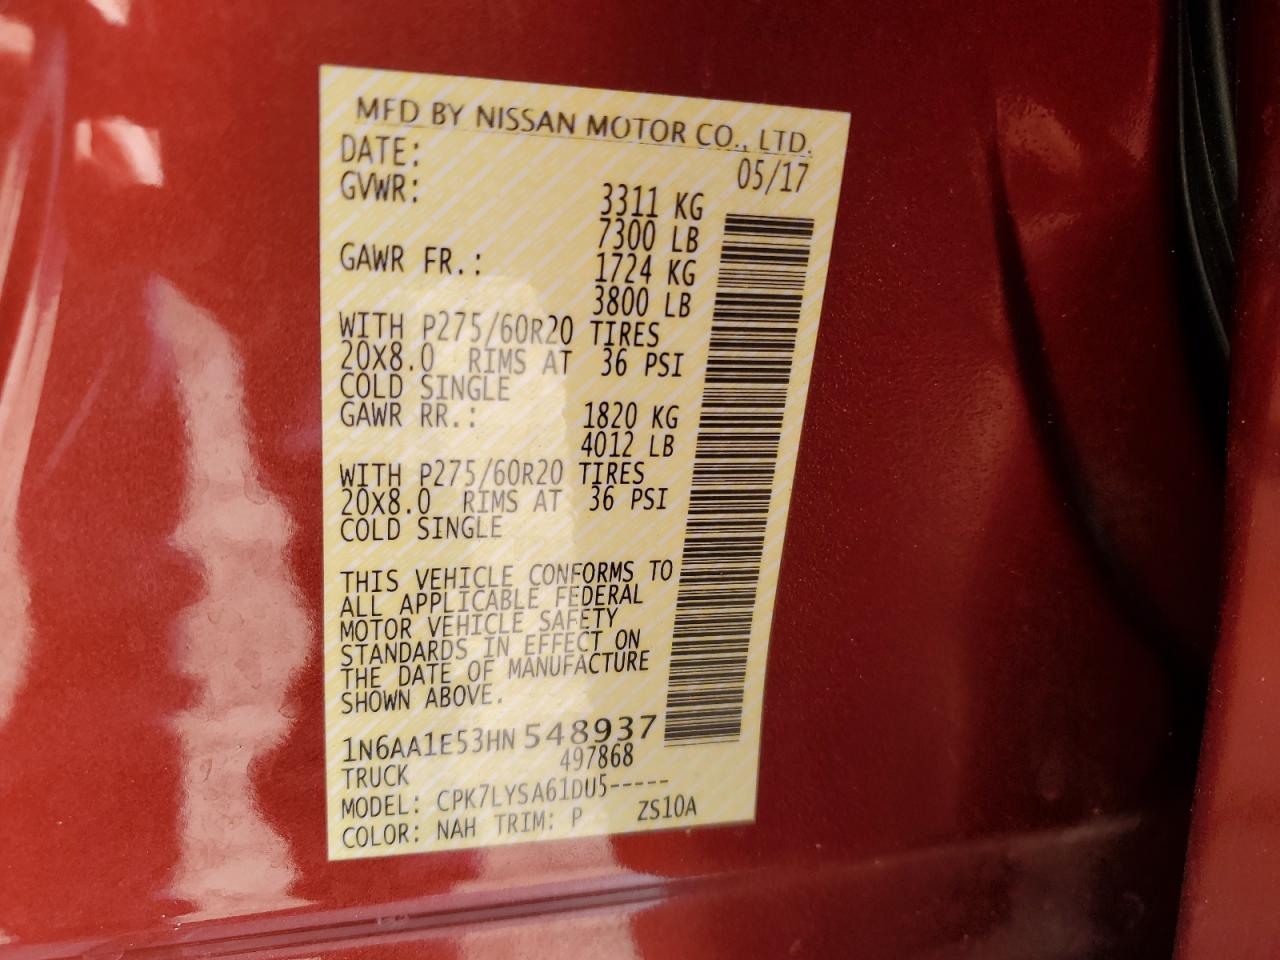 MFD BY NISSAN MOTOR CO., LTD.
DATE: 05/17
GVWR: 3311 KG
7300 LB
GAWR FR.: 1724 KG
3800 LB
WITH P275/60R20 TIRES
20X8.0 RIMS AT 36 PSI
COLD SINGLE
GAWR RR.: 1820 KG
4012 LB
WITH P275/60R20 TIRES
20X8.0 RIMS AT 36 PSI
COLD SINGLE
THIS VEHICLE CONFORMS TO
ALL APPLICABLE FEDERAL
MOTOR VEHICLE SAFETY
STANDARDS IN EFFECT ON
THE DATE OF MANUFACTURE
SHOWN ABOVE.
1N6AA1E53HN548937
497868
TRUCK
MODEL: CPK7LYSA61DU5-----
COLOR: NAH TRIM: P ZS10A